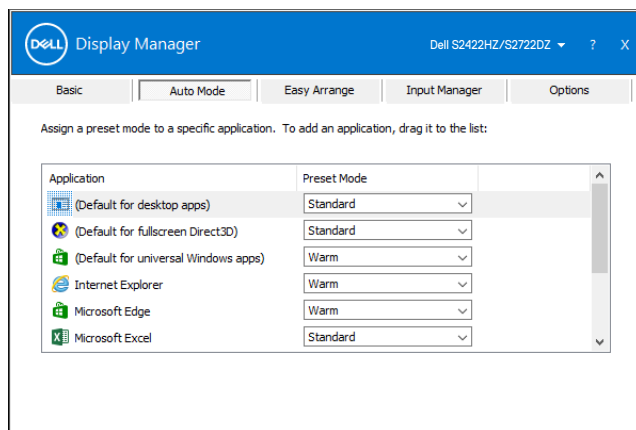 DELL Display Manager Dell S2422HZ/S2722DZ ? X
Basic Auto Mode Easy Arrange Input Manager Options
Assign a preset mode to a specific application. To add an application, drag it to the list:
Application Preset Mode
(Default for desktop apps) Standard
(Default for fullscreen Direct3D) Standard
(Default for universal Windows apps) Warm
Internet Explorer Warm
Microsoft Edge Warm
Microsoft Excel Standard